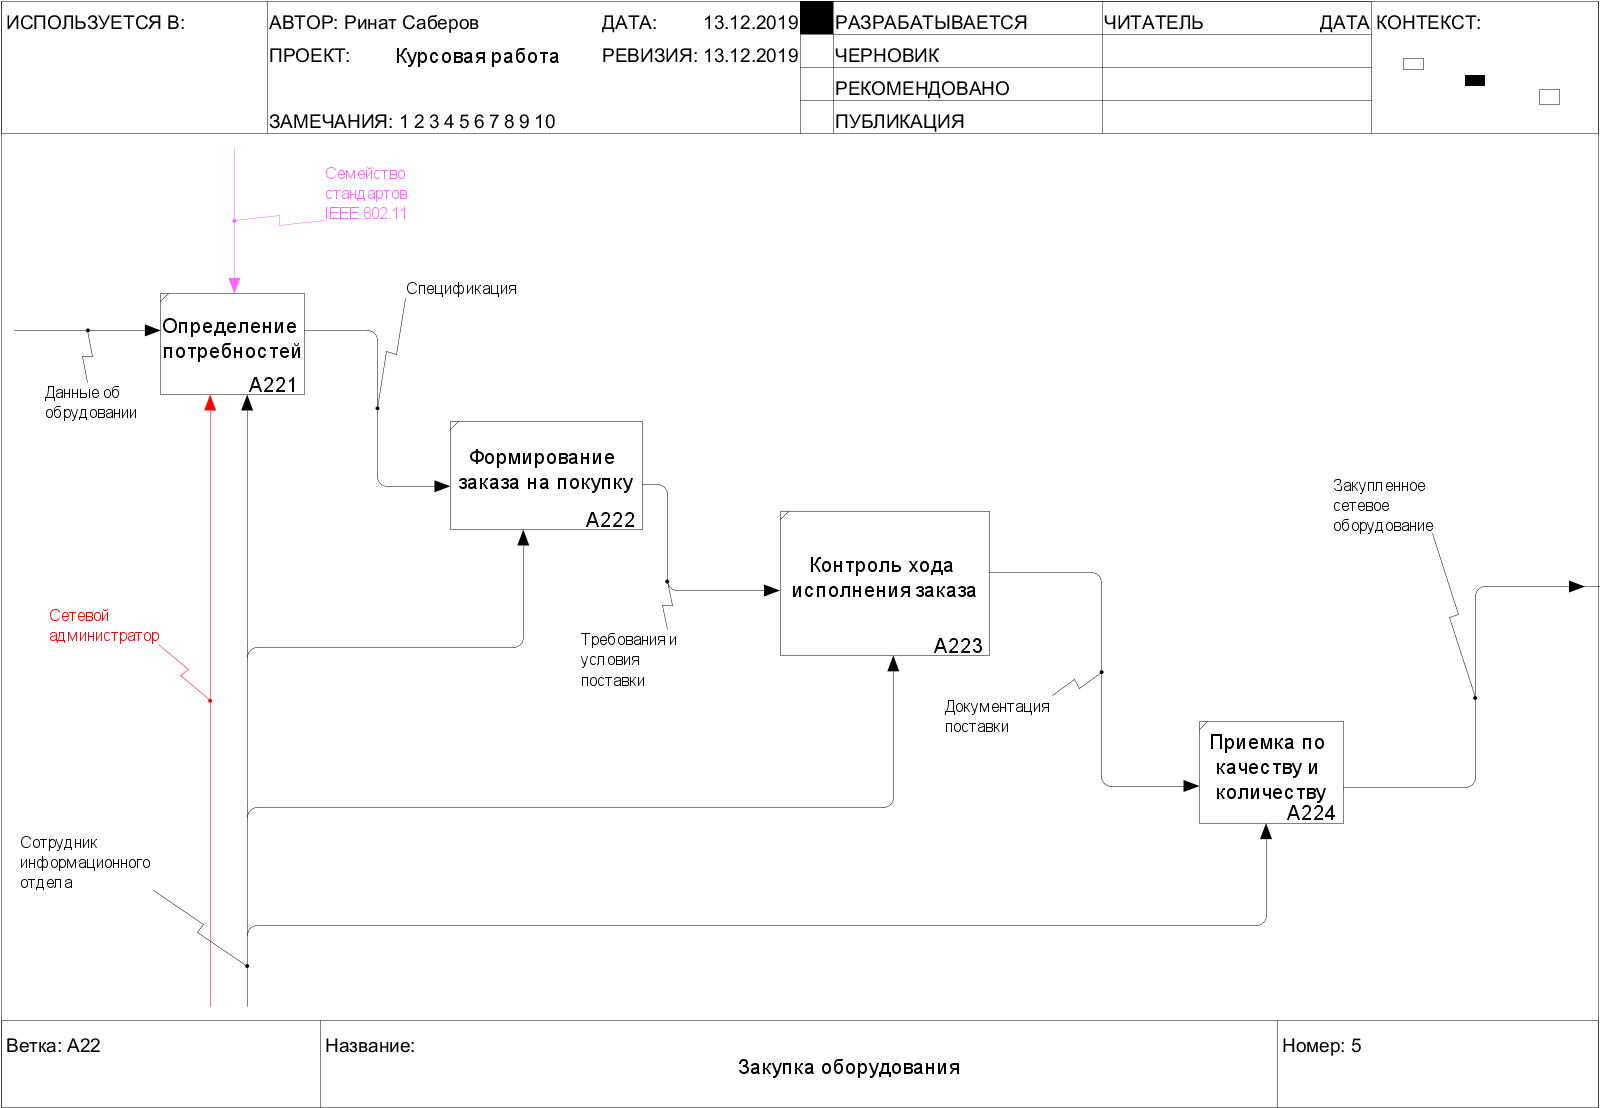 ИСПОЛЬЗУЕТСЯ В:
АВТОР: Ринат Саберов
ДАТА: 13.12.2019
РАЗРАБАТЫВАЕТСЯ
ЧИТАТЕЛЬ
ДАТА
КОНТЕКСТ:
ПРОЕКТ: Курсовая работа
РЕВИЗИЯ: 13.12.2019
ЧЕРНОВИК
РЕКОМЕНДОВАНО
ЗАМЕЧАНИЯ: 1 2 3 4 5 6 7 8 9 10
ПУБЛИКАЦИЯ
Семейство
стандартов
IEEE 802.11
Спецификация
Определение
потребностей
A221
Данные об
обрудовании
Формирование
заказа на покупку
A222
Закупленное
сетевое
оборудование
Контроль хода
исполнения заказа
A223
Сетевой
администратор
Требования и
условия
поставки
Документация
поставки
Приемка по
качеству и
количеству
A224
Сотрудник
информационного
отдела
Ветка: A22
Название:
Закупка оборудования
Номер: 5